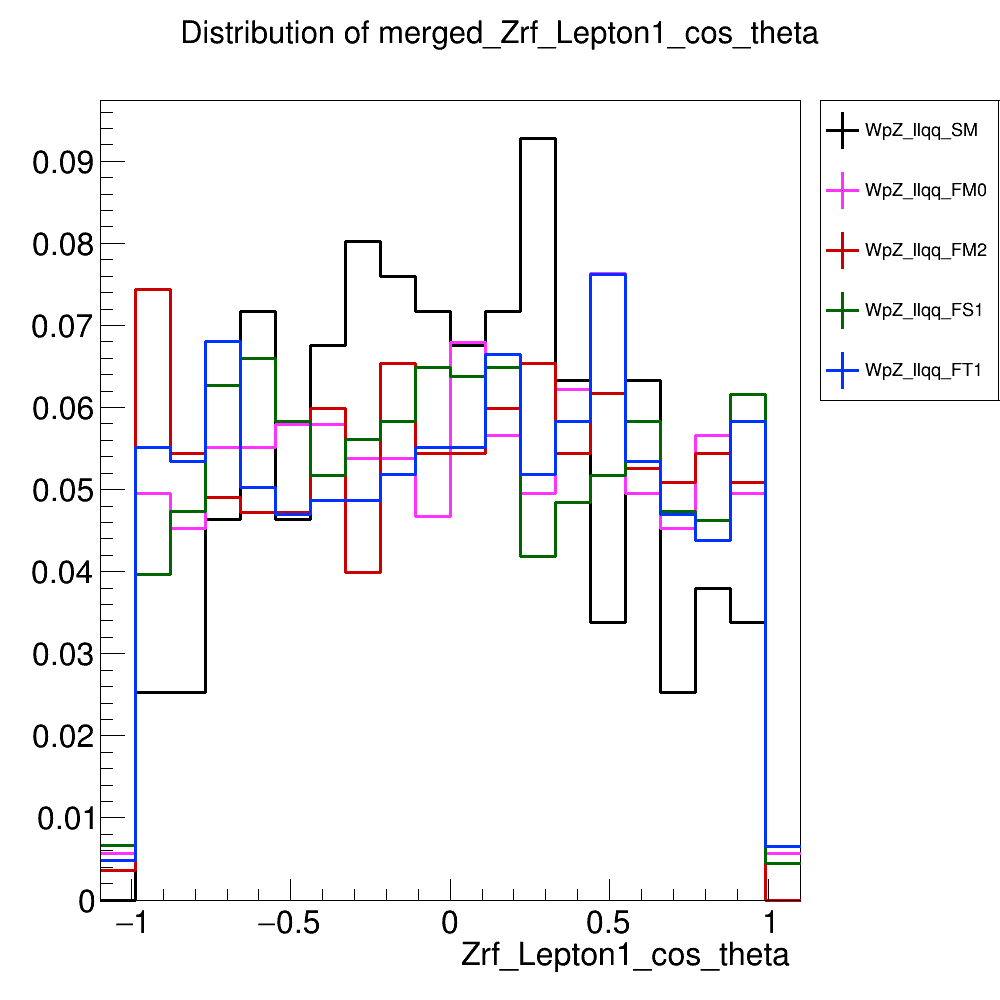 Distribution of merged_Zrf_Lepton1_cos_theta
WpZ_llqq_SM
WpZ_llqq_FM0
WpZ_llqq_FM2
WpZ_llqq_FS1
WpZ_llqq_FT1
0.09
0.08
0.07
0.06
0.05
0.04
0.03
0.02
0.01
0
−1 −0.5 0 0.5 1
Zrf_Lepton1_cos_theta